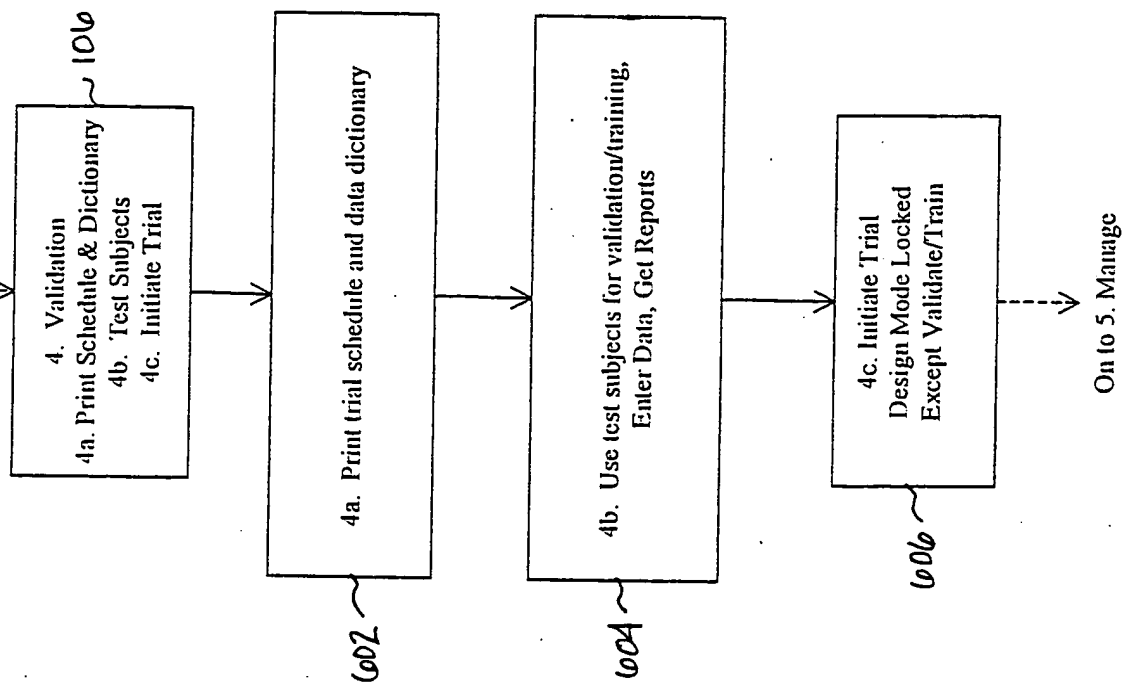 106
4. Validation
4a. Print Schedule & Dictionary
4b. Test Subjects
4c. Initiate Trial
602
4a. Print trial schedule and data dictionary
604
4b. Use test subjects for validation/training,
Enter Data, Get Reports
606
4c. Initiate Trial
Design Mode Locked
Except Validate/Train
On to 5. Manage